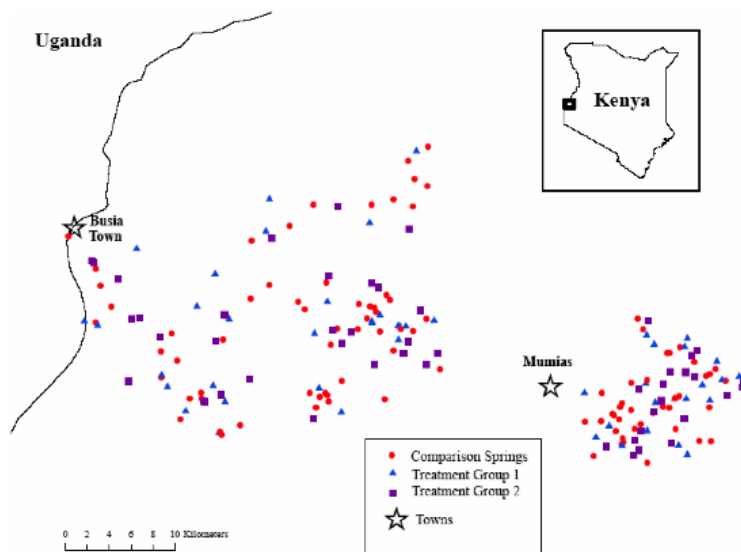 Uganda
Kenya
Busia
Town
Mumias
Comparison Springs
Treatment Group 1
Treatment Group 2
Towns
0 2 4 6 8 10 Kilometers